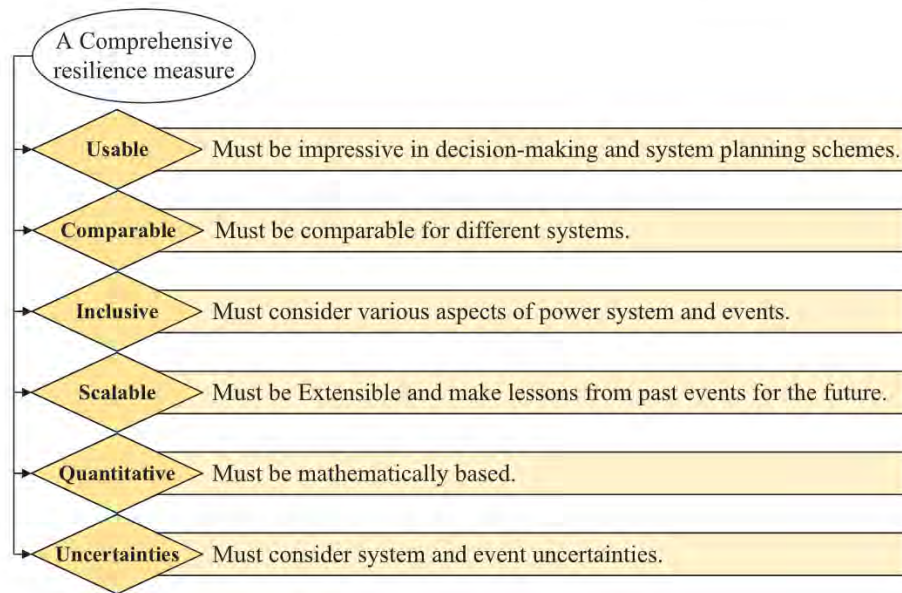 A Comprehensive
resilience measure
Usable Must be impressive in decision-making and system planning schemes.
Comparable Must be comparable for different systems.
Inclusive Must consider various aspects of power system and events.
Scalable Must be Extensible and make lessons from past events for the future.
Quantitative Must be mathematically based.
Uncertainties Must consider system and event uncertainties.